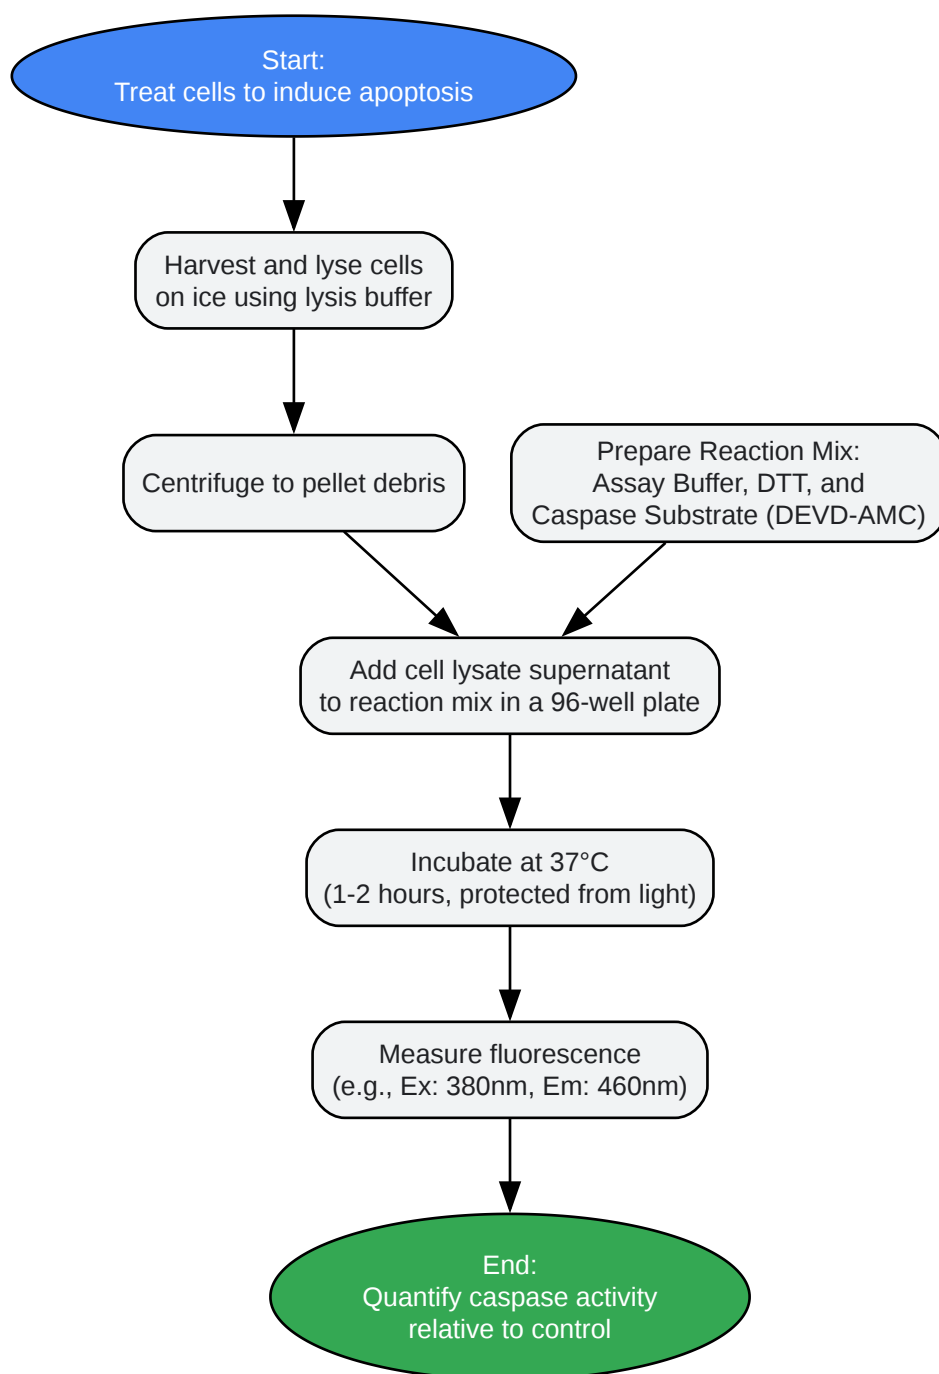 Start:
Treat cells to induce apoptosis
Harvest and lyse cells
on ice using lysis buffer
Centrifuge to pellet debris
Prepare Reaction Mix:
Assay Buffer, DTT, and
Caspase Substrate (DEVD-AMC)
Add cell lysate supernatant
to reaction mix in a 96-well plate
Incubate at 37°C
(1-2 hours, protected from light)
Measure fluorescence
(e.g., Ex: 380nm, Em: 460nm)
End:
Quantify caspase activity
relative to control